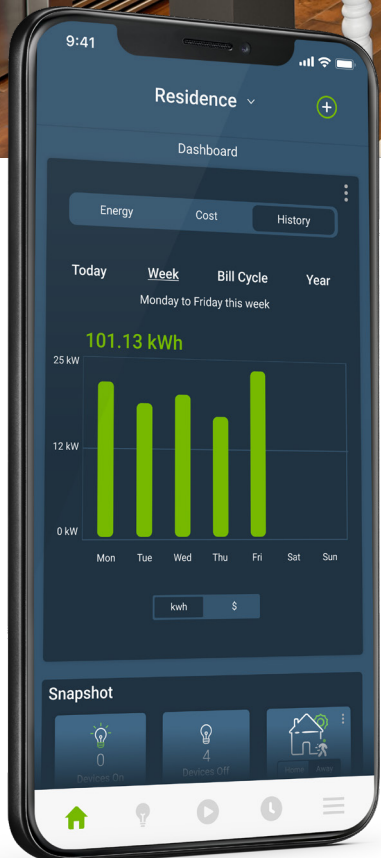 9:41
Residence
Dashboard
Energy Cost History
Today Week Bill Cycle Year
Monday to Friday this week
101.13 kWh
25 kW
12 kW
0 kW
Mon Tue Wed Thu Fri Sat Sun
kwh $
Snapshot
0
Devices On
4
Devices Off
Home Away